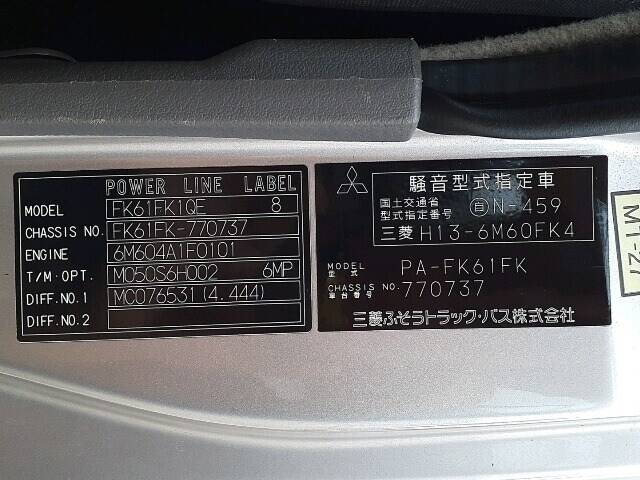 POWER LINE LABEL
MODEL FK61FK1QE 8
CHASSIS NO. FK61FK-770737
ENGINE 6M604A1F0101
T/M・OPT. M050S6H002 6MP
DIFF.NO.1 MC076531(4.444)
DIFF.NO.2
騒音型式指定車
国土交通省
型式指定番号 自N-459
三菱 H13-6M60FK4
MODEL
型式 PA-FK61FK
CHASSIS NO.
車台番号 770737
三菱ふそうトラック・バス株式会社